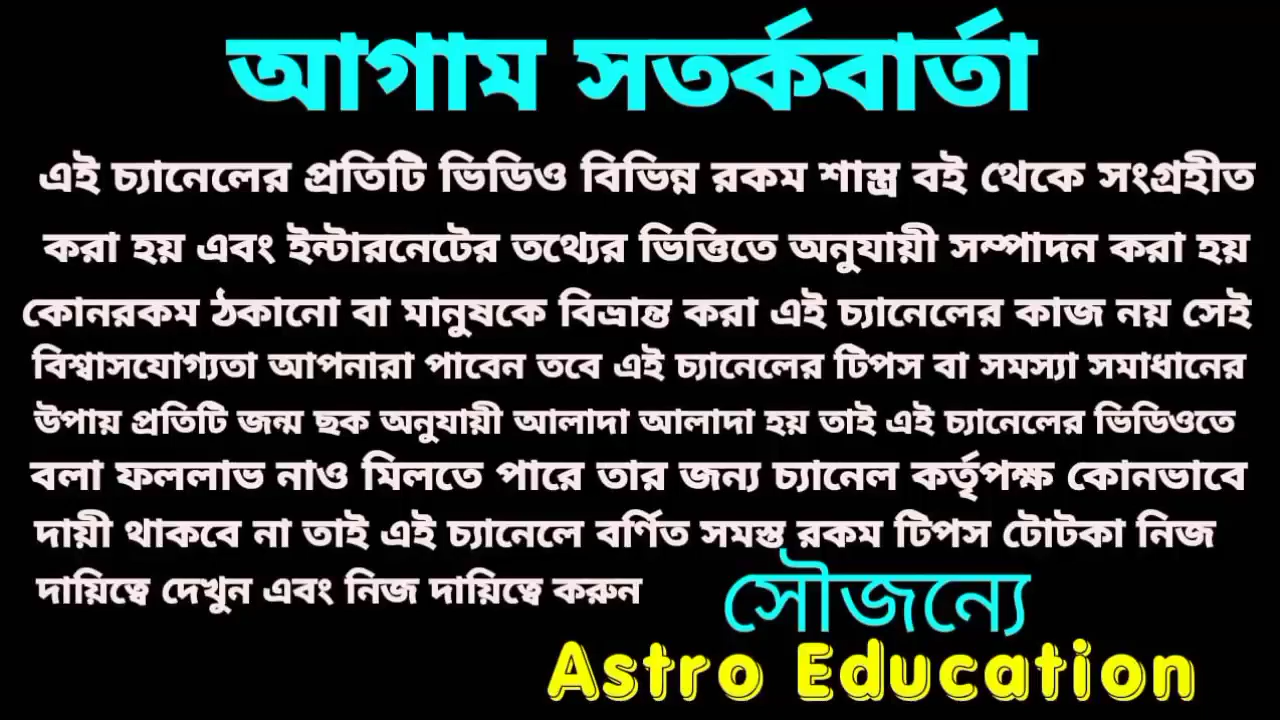 আগাম সতর্কবার্তা
এই চ্যানেলের প্রতিটি ভিডিও বিভিন্ন রকম শাস্ত্র বই থেকে সংগ্রহীত
করা হয় এবং ইন্টারনেটের তথ্যের ভিত্তিতে অনুযায়ী সম্পাদন করা হয়
কোনরকম ঠকানো বা মানুষকে বিভ্রান্ত করা এই চ্যানেলের কাজ নয় সেই
বিশ্বাসযোগ্যতা আপনারা পাবেন তবে এই চ্যানেলের টিপস বা সমস্যা সমাধানের
উপায় প্রতিটি জন্ম ছক অনুযায়ী আলাদা আলাদা হয় তাই এই চ্যানেলের ভিডিওতে
বলা ফললাভ নাও মিলতে পারে তার জন্য চ্যানেল কর্তৃপক্ষ কোনভাবে
দায়ী থাকবে না তাই এই চ্যানেলে বর্ণিত সমস্ত রকম টিপস টোটকা নিজ
দায়িত্বে দেখুন এবং নিজ দায়িত্বে করুন
সৌজন্যে
Astro Education